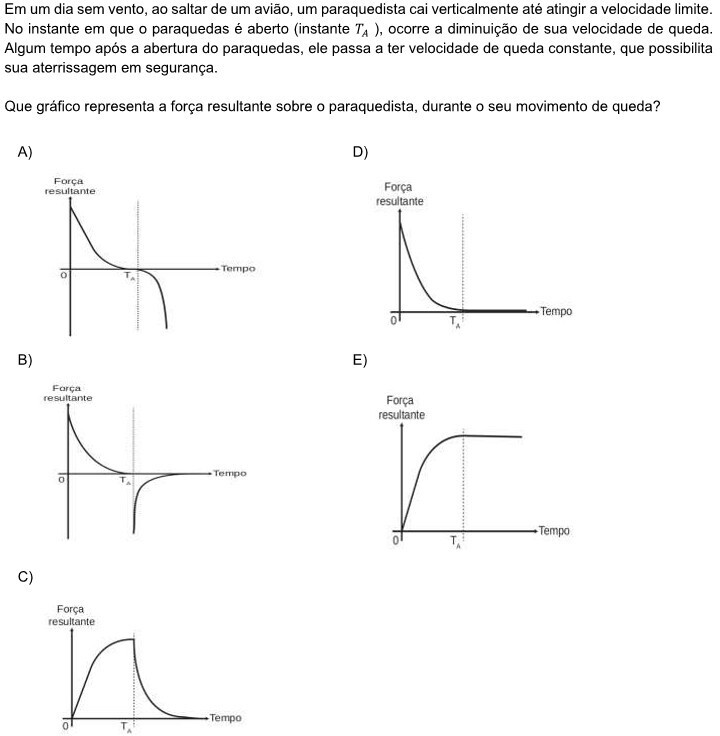 Em um dia sem vento, ao saltar de um avião, um paraquedista cai verticalmente até atingir a velocidade limite.
No instante em que o paraquedas é aberto (instante T_A ), ocorre a diminuição de sua velocidade de queda.
Algum tempo após a abertura do paraquedas, ele passa a ter velocidade de queda constante, que possibilita
sua aterrissagem em segurança.
Que gráfico representa a força resultante sobre o paraquedista, durante o seu movimento de queda?
A)
Força
resultante
0
T_A
Tempo
B)
Força
resultante
0
T_A
Tempo
C)
Força
resultante
0
T_A
Tempo
D)
Força
resultante
0
T_A
Tempo
E)
Força
resultante
0
T_A
Tempo